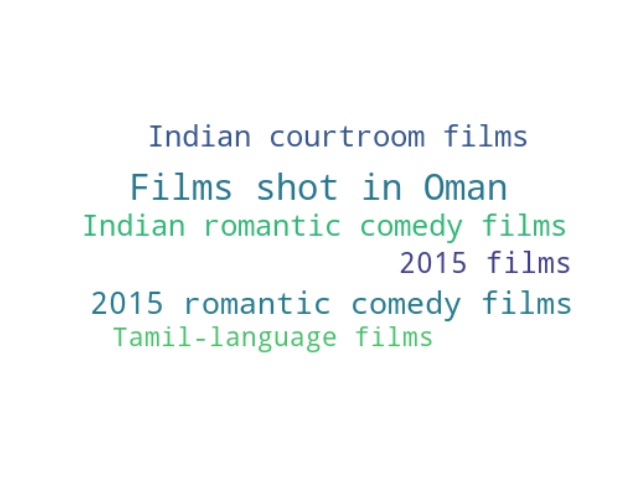 Indian courtroom films
Films shot in Oman
Indian romantic comedy films
2015 films
2015 romantic comedy films
Tamil-language films